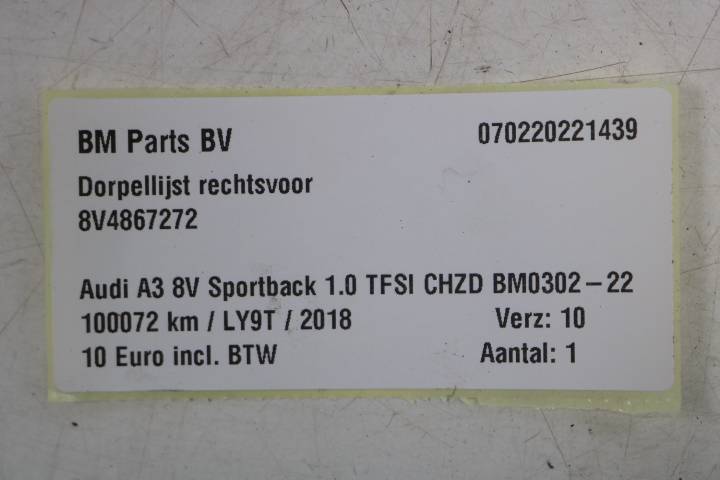 BM Parts BV 070220221439
Dorpellijst rechtsvoor
8V4867272
Audi A3 8V Sportback 1.0 TFSI CHZD BM0302-22
100072 km / LY9T / 2018 Verz: 10
10 Euro incl. BTW Aantal: 1